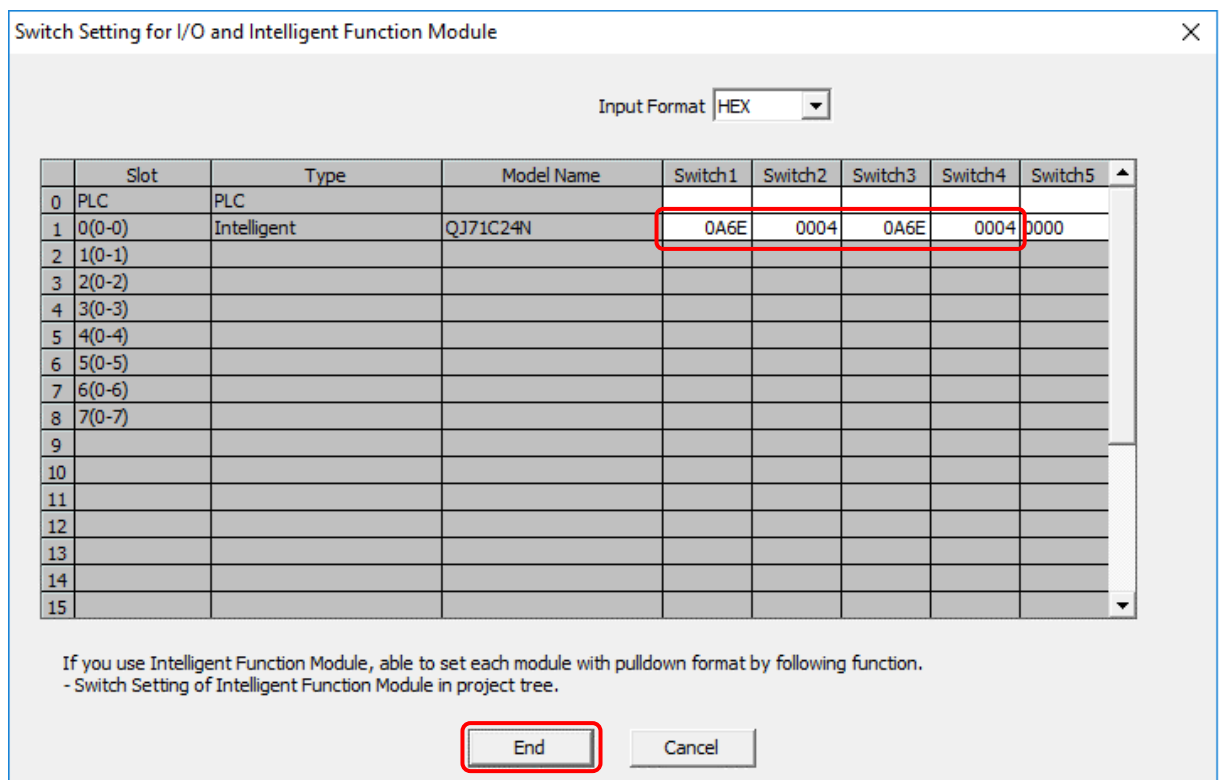 Switch Setting for I/O and Intelligent Function Module
Input Format HEX
Slot Type Model Name Switch1 Switch2 Switch3 Switch4 Switch5
0 PLC PLC
1 0(0-0) Intelligent QJ71C24N 0A6E 0004 0A6E 0004 0000
2 1(0-1)
3 2(0-2)
4 3(0-3)
5 4(0-4)
6 5(0-5)
7 6(0-6)
8 7(0-7)
9
10
11
12
13
14
15
If you use Intelligent Function Module, able to set each module with pulldown format by following function.
- Switch Setting of Intelligent Function Module in project tree.
End Cancel